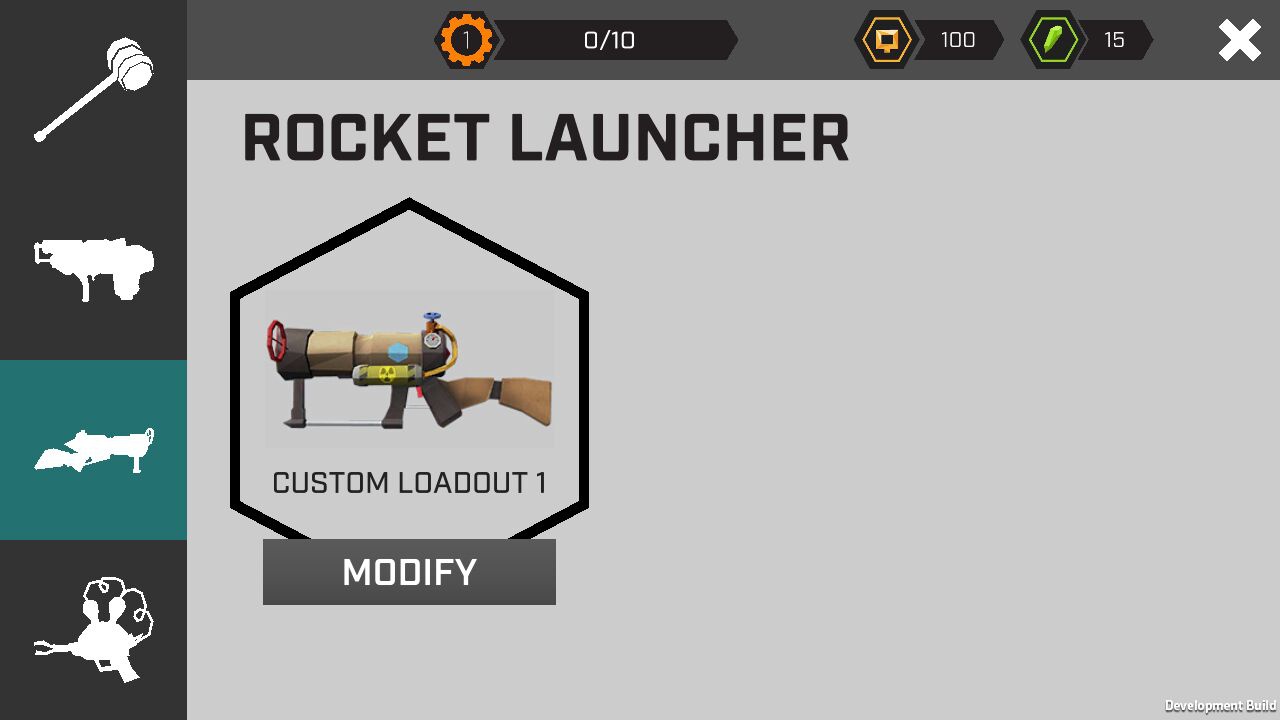 1
0/10
100
15
ROCKET LAUNCHER
CUSTOM LOADOUT 1
MODIFY
Development Build